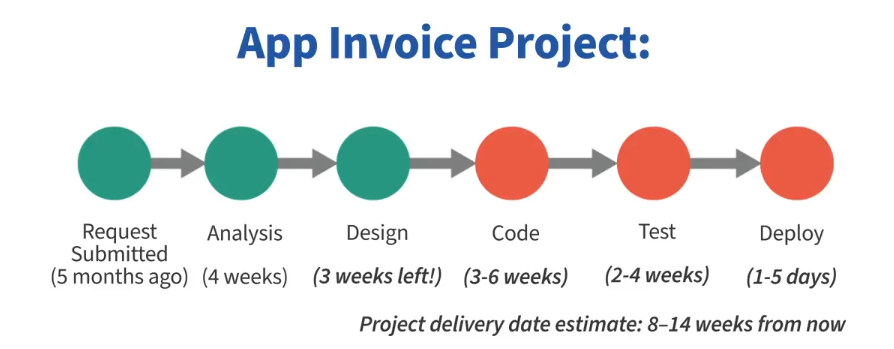 App Invoice Project:
Request
Submitted
(5 months ago)
Analysis
(4 weeks)
Design
(3 weeks left!)
Code
(3-6 weeks)
Test
(2-4 weeks)
Deploy
(1-5 days)
Project delivery date estimate: 8–14 weeks from now